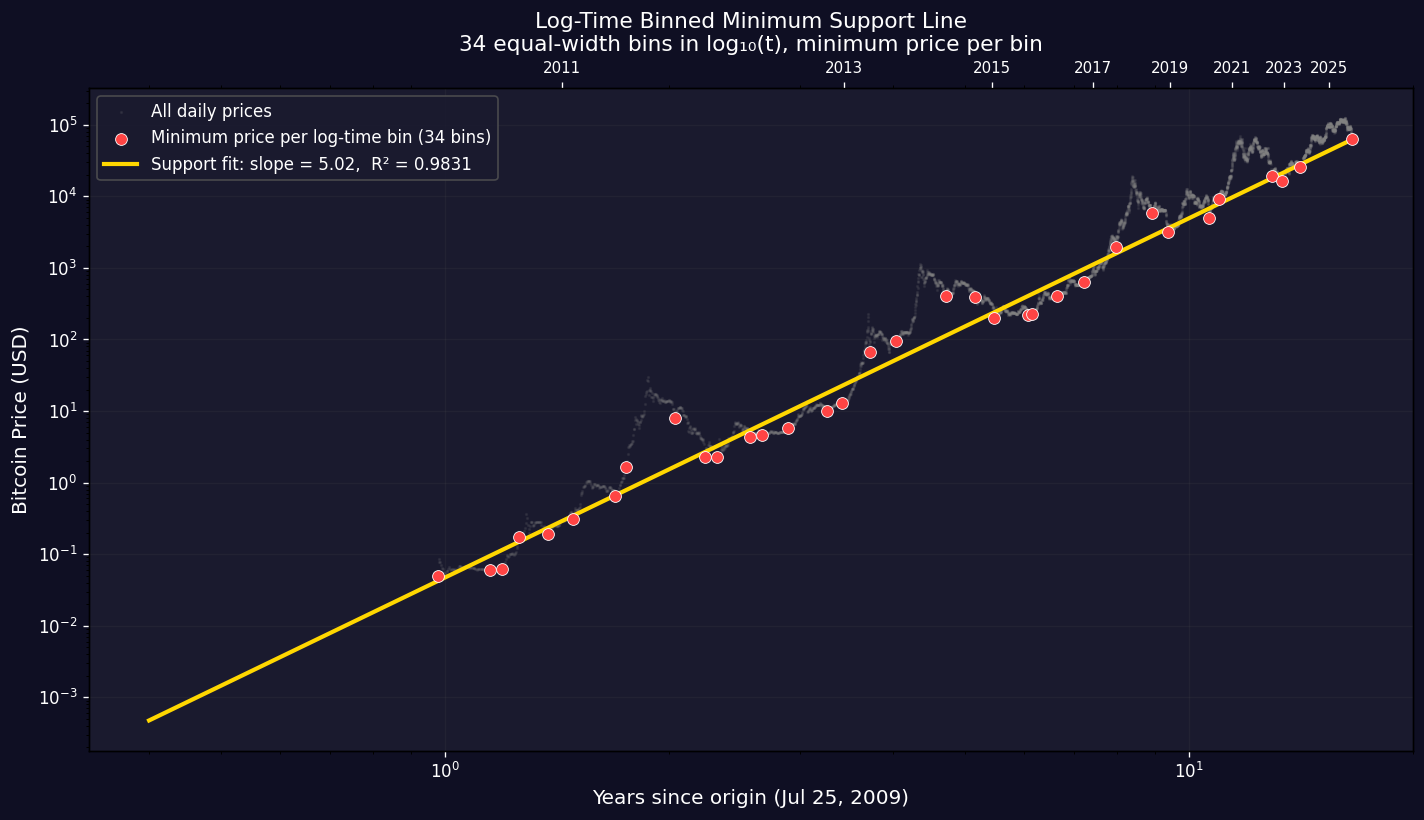 Log-Time Binned Minimum Support Line
34 equal-width bins in log₁₀(t), minimum price per bin
2011 2013 2015 2017 2019 2021 2023 2025
All daily prices
Minimum price per log-time bin (34 bins)
Support fit: slope = 5.02, R² = 0.9831
Bitcoin Price (USD)
10⁵
10⁴
10³
10²
10¹
10⁰
10⁻¹
10⁻²
10⁻³
10⁰ 10¹
Years since origin (Jul 25, 2009)